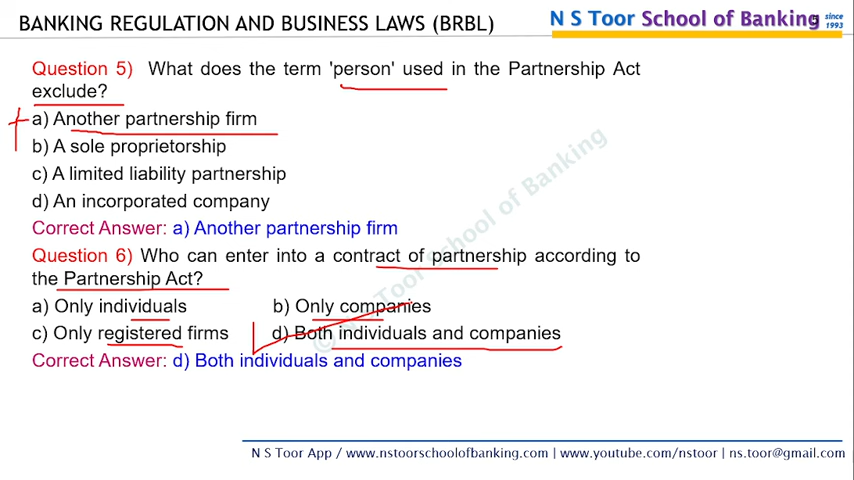 BANKING REGULATION AND BUSINESS LAWS (BRBL)
N S Toor School of Banking since 1993
Question 5) What does the term 'person' used in the Partnership Act
exclude?
a) Another partnership firm
b) A sole proprietorship
c) A limited liability partnership
d) An incorporated company
Correct Answer: a) Another partnership firm
Question 6) Who can enter into a contract of partnership according to
the Partnership Act?
a) Only individuals b) Only companies
c) Only registered firms d) Both individuals and companies
Correct Answer: d) Both individuals and companies
© N S Toor School of Banking
N S Toor App / www.nstoorschoolofbanking.com | www.youtube.com/nstoor | ns.toor@gmail.com